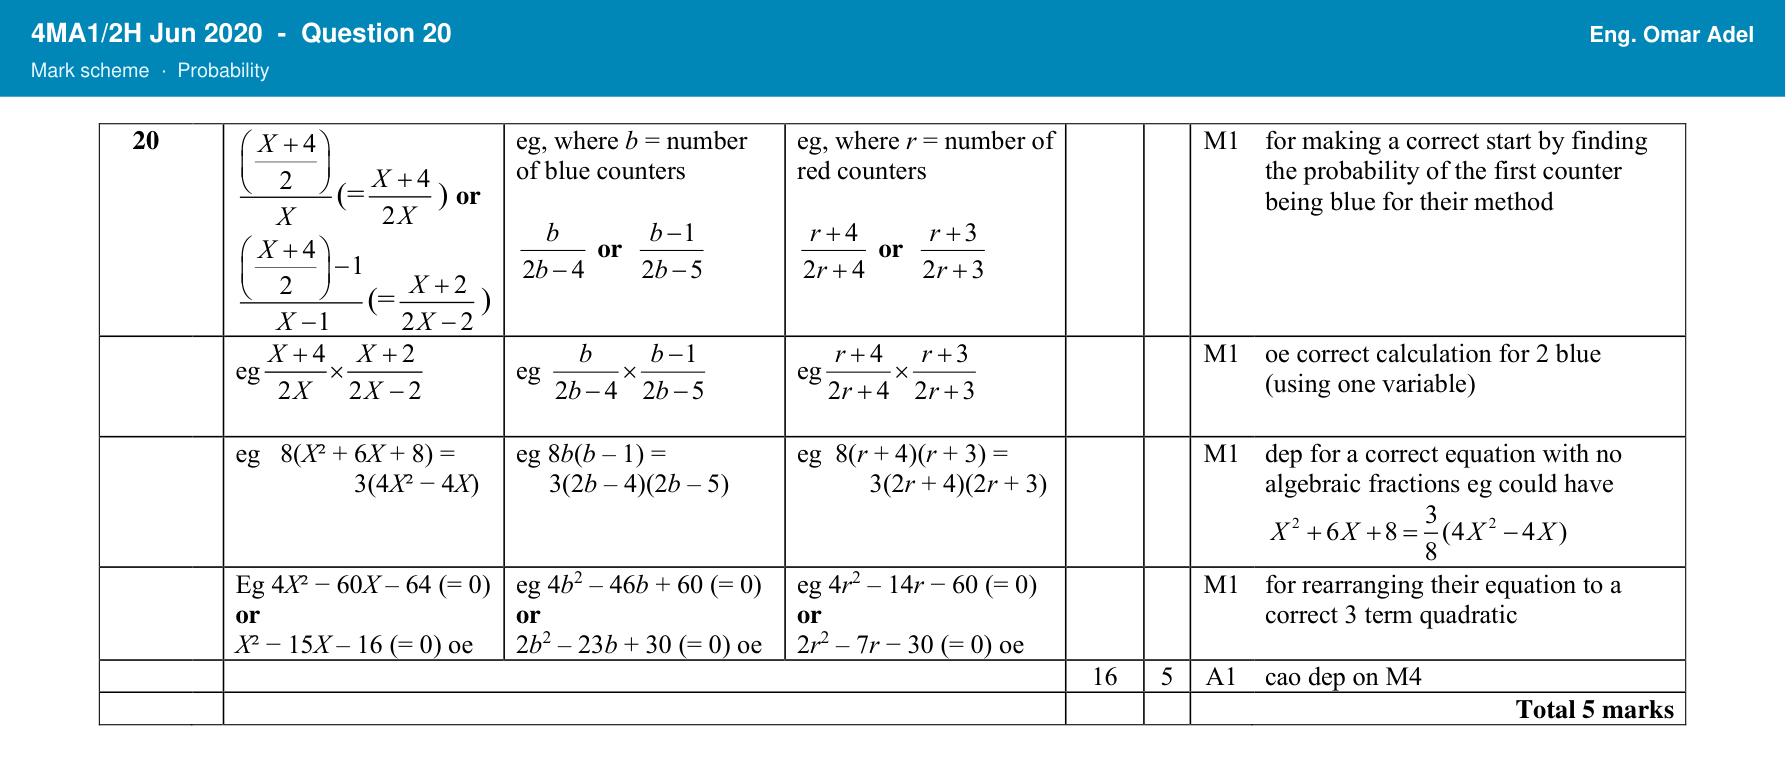 4MA1/2H Jun 2020 - Question 20
Eng. Omar Adel
Mark scheme · Probability
20
((X + 4)/2)/X (= (X + 4)/2X) or
(((X + 4)/2) − 1)/(X − 1) (= (X + 2)/(2X − 2))
eg, where b = number
of blue counters
b/(2b − 4) or (b − 1)/(2b − 5)
eg, where r = number of
red counters
(r + 4)/(2r + 4) or (r + 3)/(2r + 3)
M1 for making a correct start by finding
the probability of the first counter
being blue for their method
eg (X + 4)/2X × (X + 2)/(2X − 2)
eg b/(2b − 4) × (b − 1)/(2b − 5)
eg (r + 4)/(2r + 4) × (r + 3)/(2r + 3)
M1 oe correct calculation for 2 blue
(using one variable)
eg 8(X² + 6X + 8) =
3(4X² − 4X)
eg 8b(b – 1) =
3(2b – 4)(2b – 5)
eg 8(r + 4)(r + 3) =
3(2r + 4)(2r + 3)
M1 dep for a correct equation with no
algebraic fractions eg could have
X² + 6X + 8 = 3/8(4X² − 4X)
Eg 4X² − 60X – 64 (= 0)
or
X² − 15X – 16 (= 0) oe
eg 4b² – 46b + 60 (= 0)
or
2b² – 23b + 30 (= 0) oe
eg 4r² – 14r − 60 (= 0)
or
2r² – 7r − 30 (= 0) oe
M1 for rearranging their equation to a
correct 3 term quadratic
16 5 A1 cao dep on M4
Total 5 marks